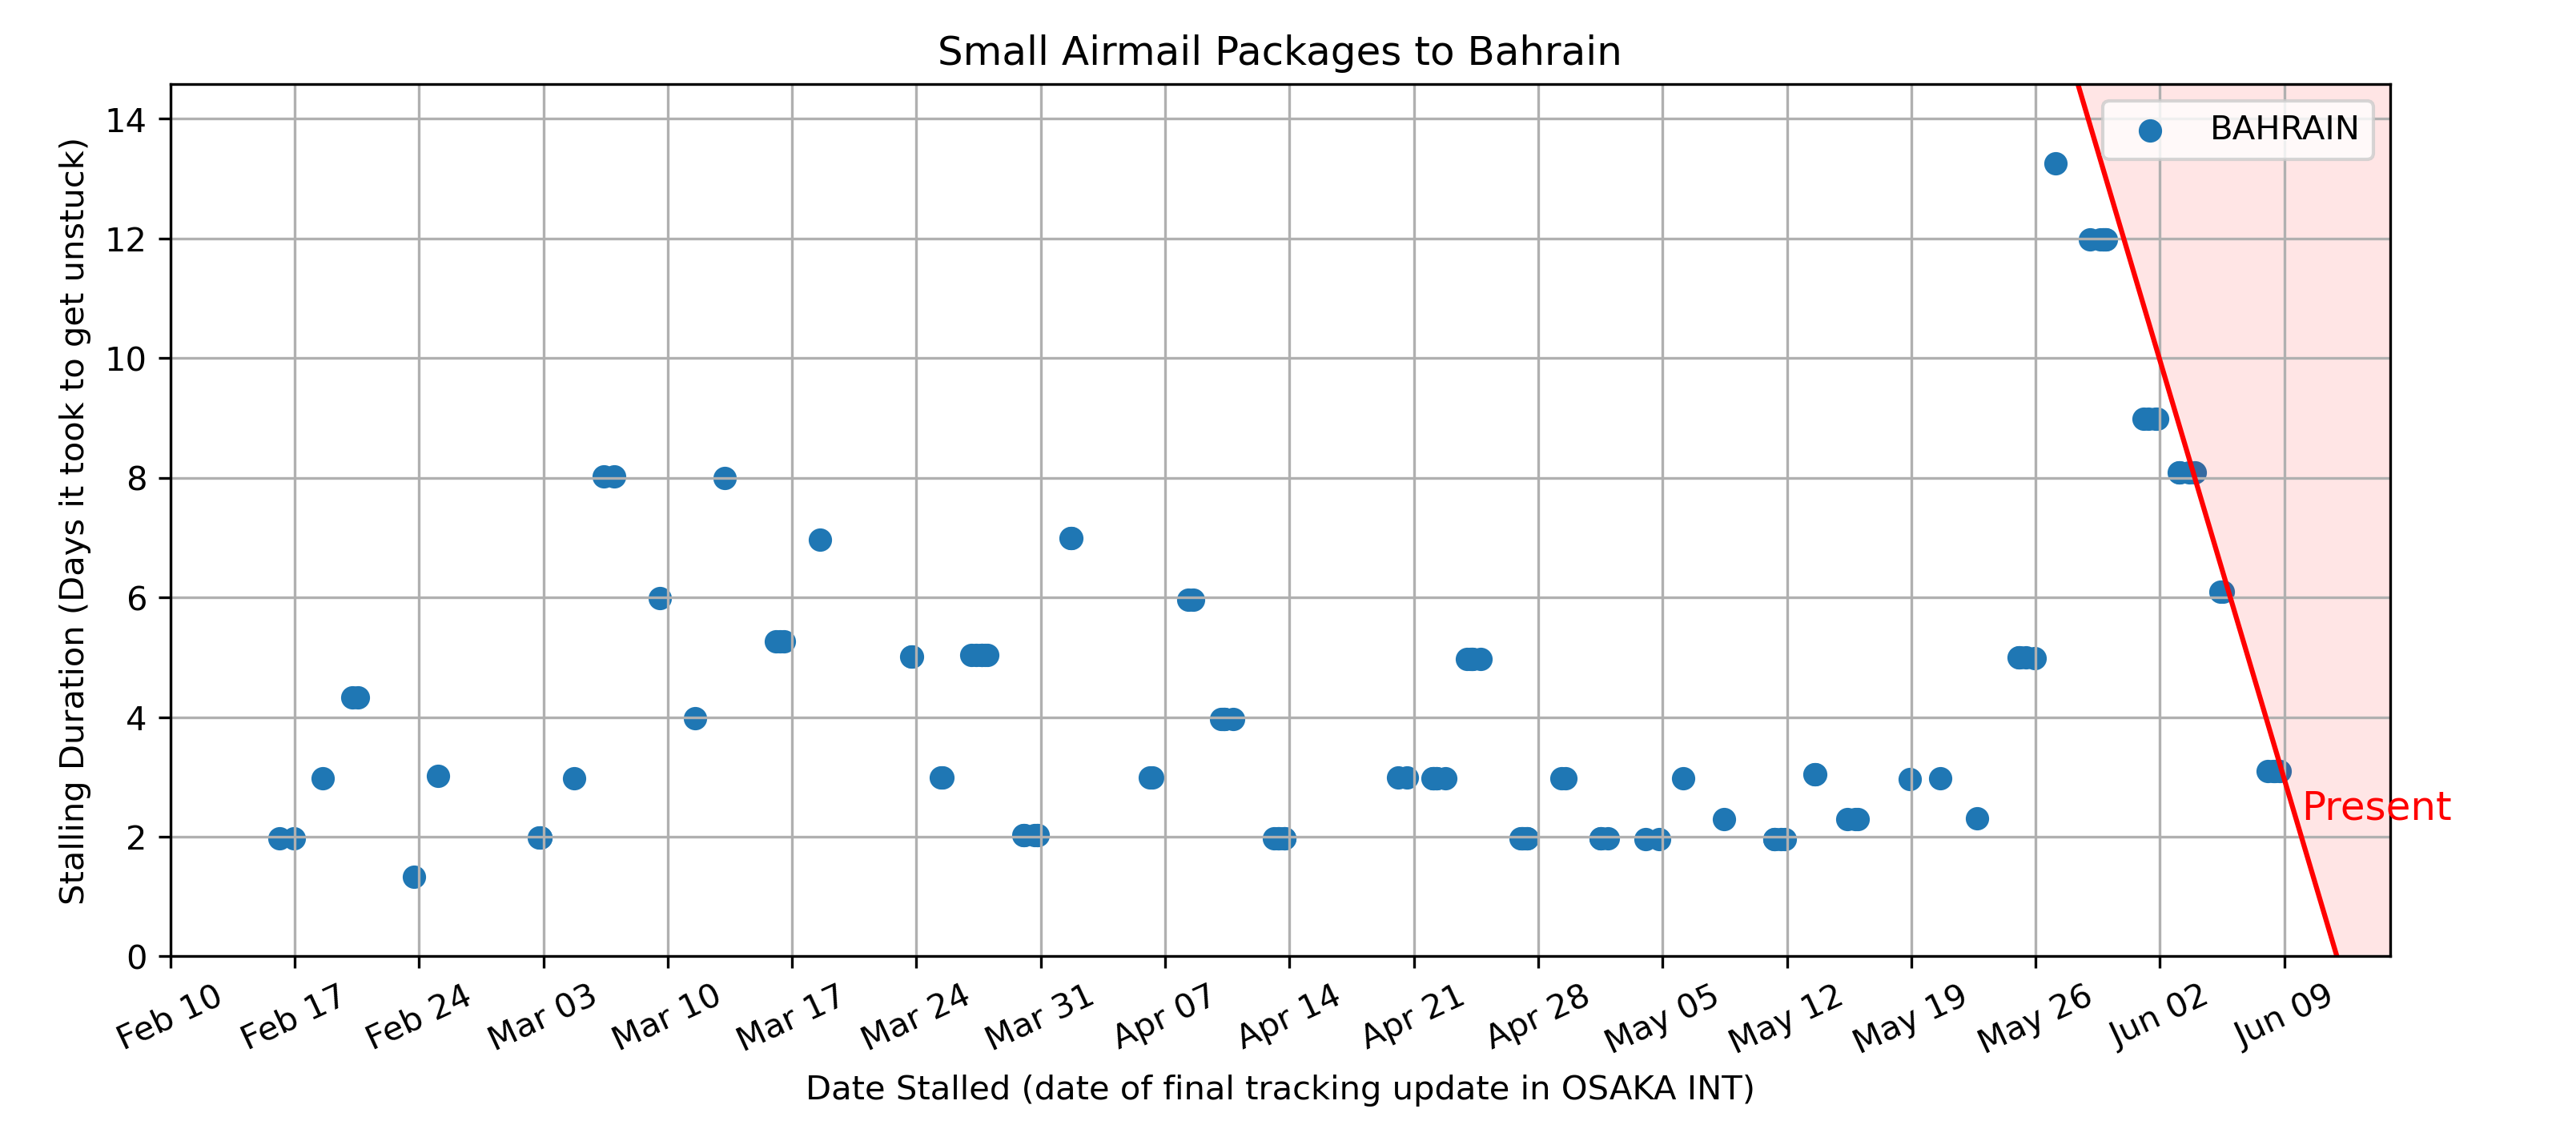 Small Airmail Packages to Bahrain
Stalling Duration (Days it took to get unstuck)
14
12
10
8
6
4
2
0
BAHRAIN
Present
Feb 10
Feb 17
Feb 24
Mar 03
Mar 10
Mar 17
Mar 24
Mar 31
Apr 07
Apr 14
Apr 21
Apr 28
May 05
May 12
May 19
May 26
Jun 02
Jun 09
Date Stalled (date of final tracking update in OSAKA INT)